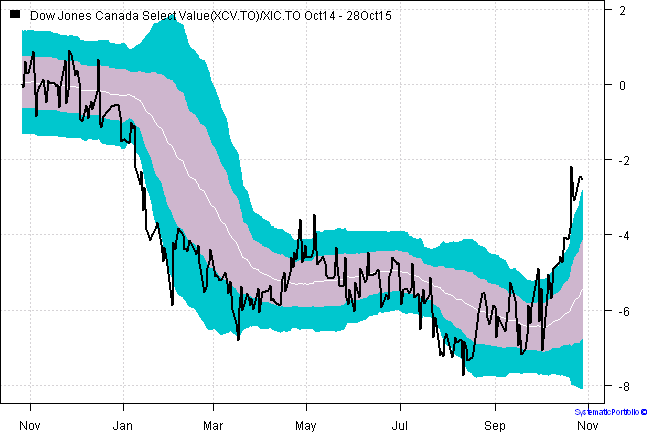 Dow Jones Canada Select Value(XCV.TO)/XIC.TO Oct14 - 28Oct15
2
0
-2
-4
-6
-8
Nov Jan Mar May Jul Sep Nov
SystematicPortfolio ©